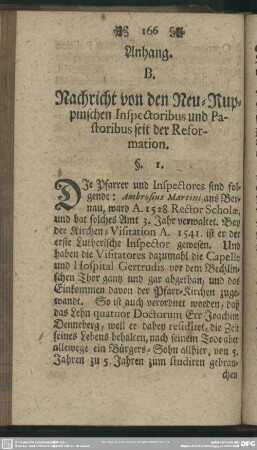 166
Anhang.
B.
Nachricht von den Neu-Rup-
pinschen Inspectoribus und Pa-
storibus seit der Refor-
mation.
§. 1.
DIe Pfarrer und Inspectores sind fol-
gende: Ambrosius Martini, aus Ber-
nau, ward A. 1528 Rector Scholæ,
und hat solches Amt 3. Jahr verwaltet. Bey
der Kirchen-Visitation A. 1541. ist er der
erste Lutherische Inspector gewesen. Und
haben die Visitatores dazumahl die Capelle
und Hospital Gertrudis vor dem Bechlin-
schen Thor gantz und gar abgethan, und das
Einkommen davon der Pfarr-Kirchen zuge-
wandt. So ist auch verordnet worden, daß
das Lehn quatuor Doctorum Err Joachim
Denneberg, weil er dabey residiret, die Zeit
seines Lebens behalten, nach seinem Tode aber
allewege ein Bürgers-Sohn allhier, von 5.
Jahren zu 5. Jahren zum studiren gebrau-
chen